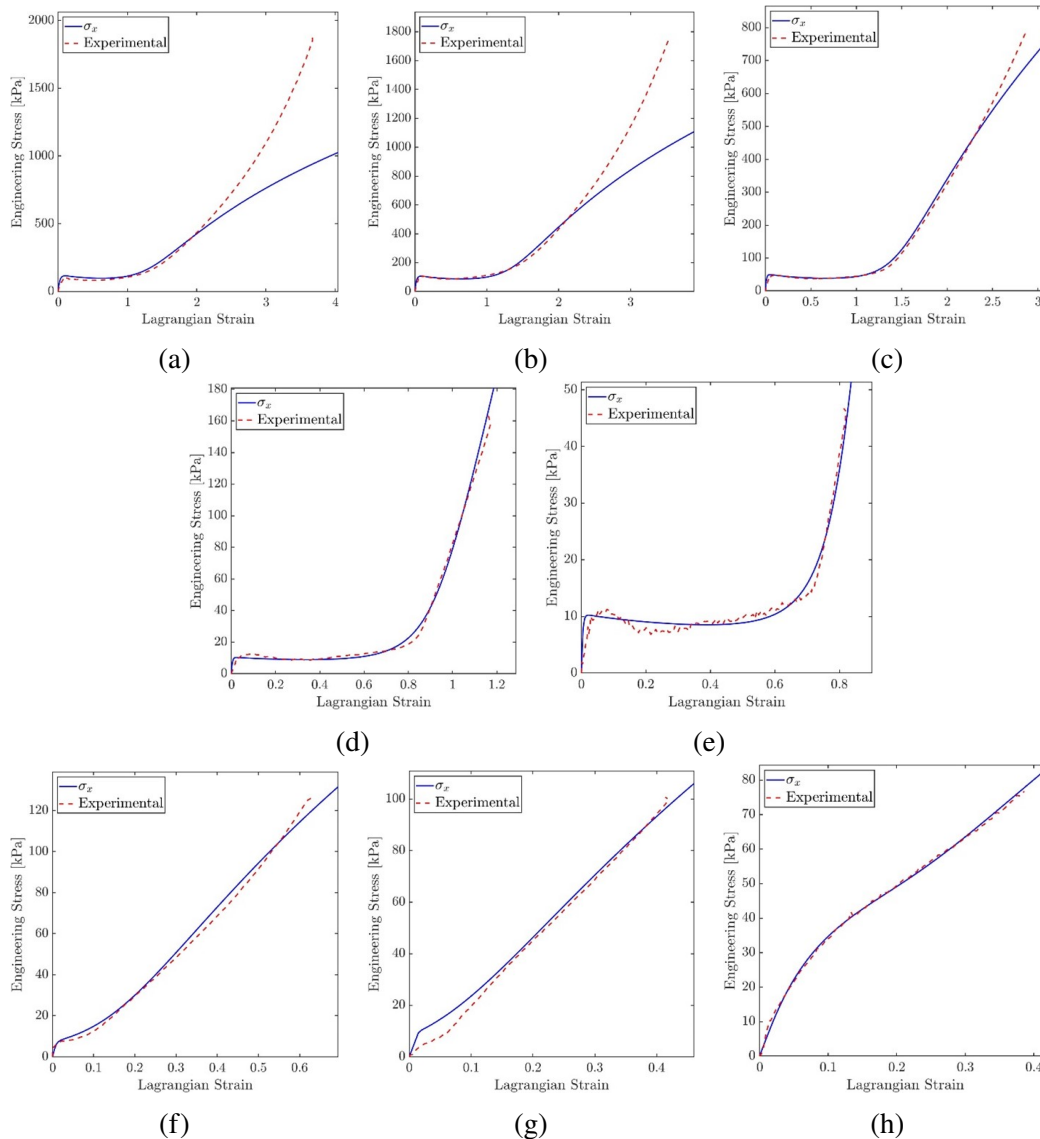 σx
Experimental
2000
1500
1000
500
0
0 1 2 3 4
Engineering Stress [kPa]
Lagrangian Strain
(a)
σx
Experimental
1800
1600
1400
1200
1000
800
600
400
200
0
0 1 2 3
Engineering Stress [kPa]
Lagrangian Strain
(b)
σx
Experimental
800
700
600
500
400
300
200
100
50
0
0 0.5 1 1.5 2 2.5 3
Engineering Stress [kPa]
Lagrangian Strain
(c)
σx
Experimental
180
160
140
120
100
80
60
40
20
0
0 0.2 0.4 0.6 0.8 1 1.2
Engineering Stress [kPa]
Lagrangian Strain
(d)
σx
Experimental
50
40
30
20
10
0
0 0.2 0.4 0.6 0.8
Engineering Stress [kPa]
Lagrangian Strain
(e)
σx
Experimental
120
100
80
60
40
20
0
0 0.1 0.2 0.3 0.4 0.5 0.6
Engineering Stress [kPa]
Lagrangian Strain
(f)
σx
Experimental
100
80
60
40
20
0
0 0.1 0.2 0.3 0.4
Engineering Stress [kPa]
Lagrangian Strain
(g)
σx
Experimental
80
70
60
50
40
30
20
10
0
0 0.1 0.2 0.3 0.4
Engineering Stress [kPa]
Lagrangian Strain
(h)